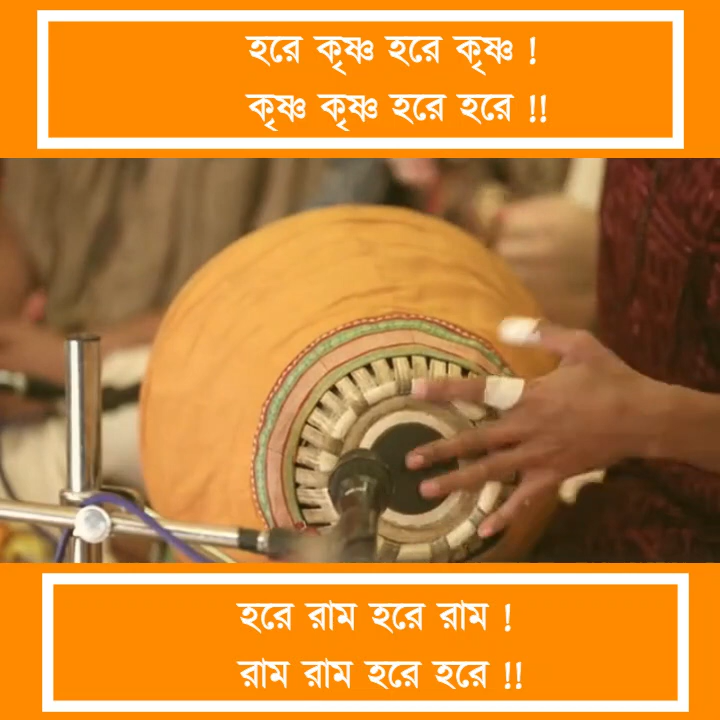 হরে কৃষ্ণ হরে কৃষ্ণ !
কৃষ্ণ কৃষ্ণ হরে হরে !!
হরে রাম হরে রাম !
রাম রাম হরে হরে !!